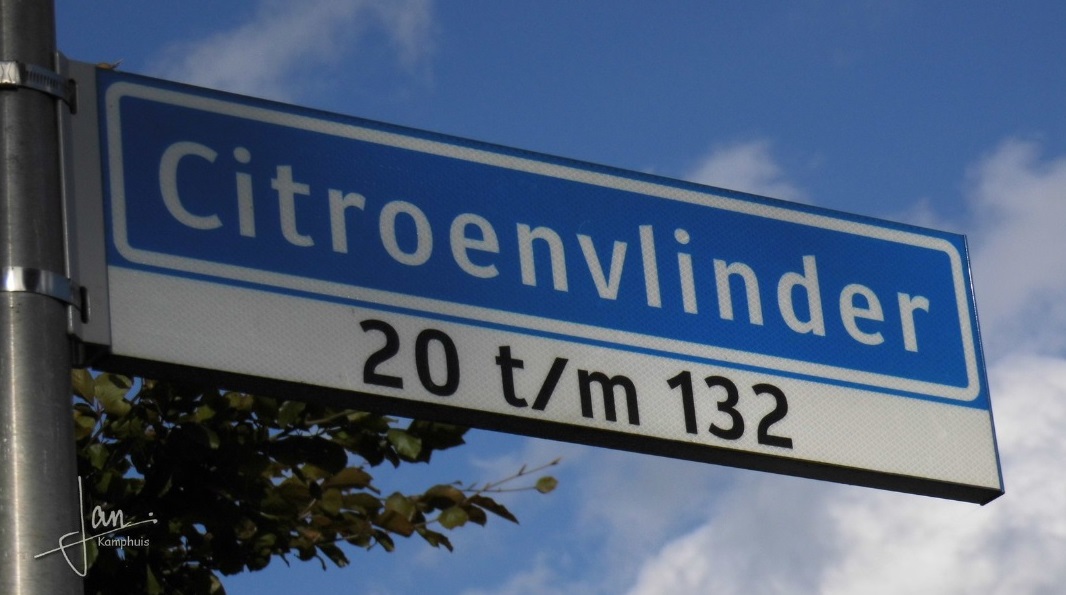 Citroenvlinder
20 t/m 132
Jan
Kamphuis